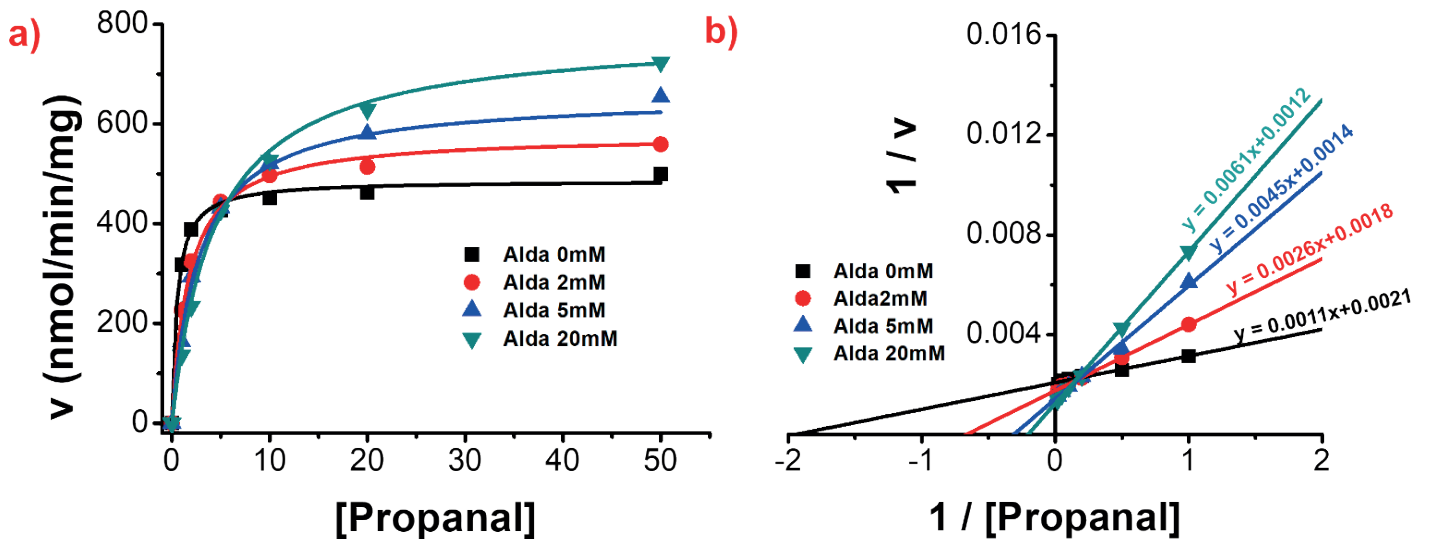 a)
v (nmol/min/mg)
800
600
400
200
0
0
10
20
30
40
50
[Propanal]
Alda 0mM
Alda 2mM
Alda 5mM
Alda 20mM
b)
1 / v
0.016
0.012
0.008
0.004
-2
-1
0
1
2
1 / [Propanal]
Alda 0mM
Alda2mM
Alda 5mM
Alda 20mM
y = 0.0061x+0.0012
y = 0.0045x+0.0014
y = 0.0026x+0.0018
y = 0.0011x+0.0021